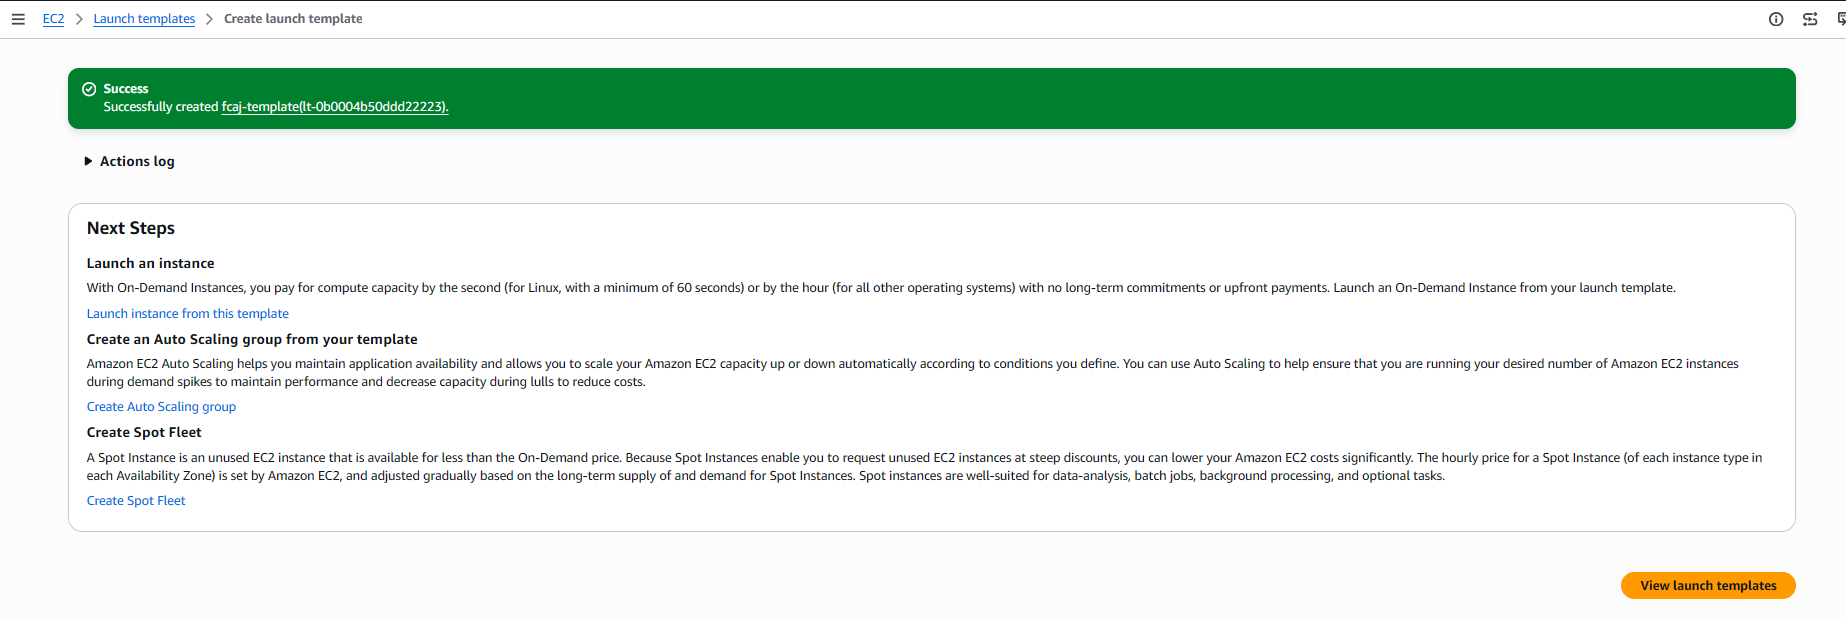 EC2 > Launch templates > Create launch template
Success
Successfully created fcaj-template(lt-0b0004b50ddd22223).
Actions log
Next Steps
Launch an instance
With On-Demand Instances, you pay for compute capacity by the second (for Linux, with a minimum of 60 seconds) or by the hour (for all other operating systems) with no long-term commitments or upfront payments. Launch an On-Demand Instance from your launch template.
Launch instance from this template
Create an Auto Scaling group from your template
Amazon EC2 Auto Scaling helps you maintain application availability and allows you to scale your Amazon EC2 capacity up or down automatically according to conditions you define. You can use Auto Scaling to help ensure that you are running your desired number of Amazon EC2 instances
during demand spikes to maintain performance and decrease capacity during lulls to reduce costs.
Create Auto Scaling group
Create Spot Fleet
A Spot Instance is an unused EC2 instance that is available for less than the On-Demand price. Because Spot Instances enable you to request unused EC2 instances at steep discounts, you can lower your Amazon EC2 costs significantly. The hourly price for a Spot Instance (of each instance type in
each Availability Zone) is set by Amazon EC2, and adjusted gradually based on the long-term supply of and demand for Spot Instances. Spot instances are well-suited for data-analysis, batch jobs, background processing, and optional tasks.
Create Spot Fleet
View launch templates